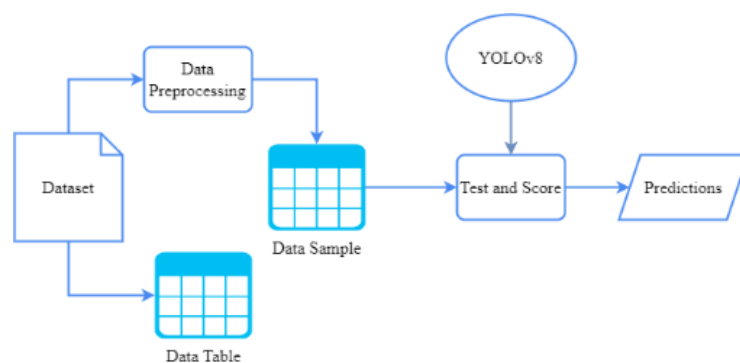 YOLOv8
Data
Preprocessing
Dataset
Test and Score
Predictions
Data Sample
Data Table